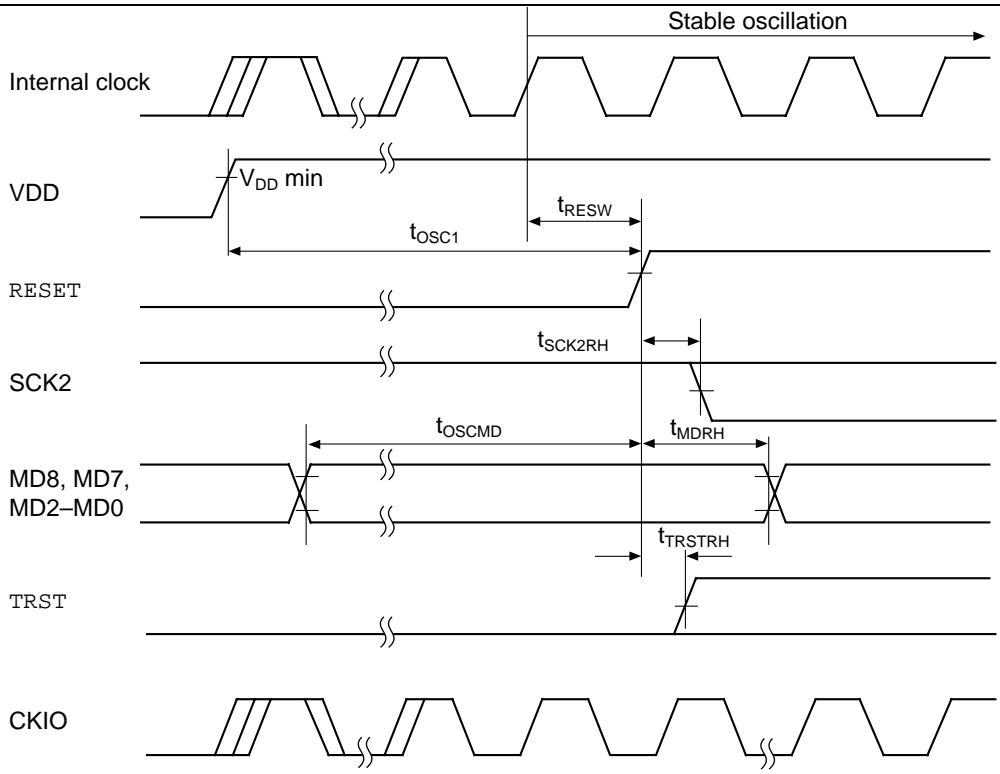 Stable oscillation
Internal clock
VDD
VDD min
tRESW
tOSC1
RESET
tSCK2RH
SCK2
tOSCMD
tMDRH
MD8, MD7,
MD2–MD0
tTRSTRH
TRST
CKIO